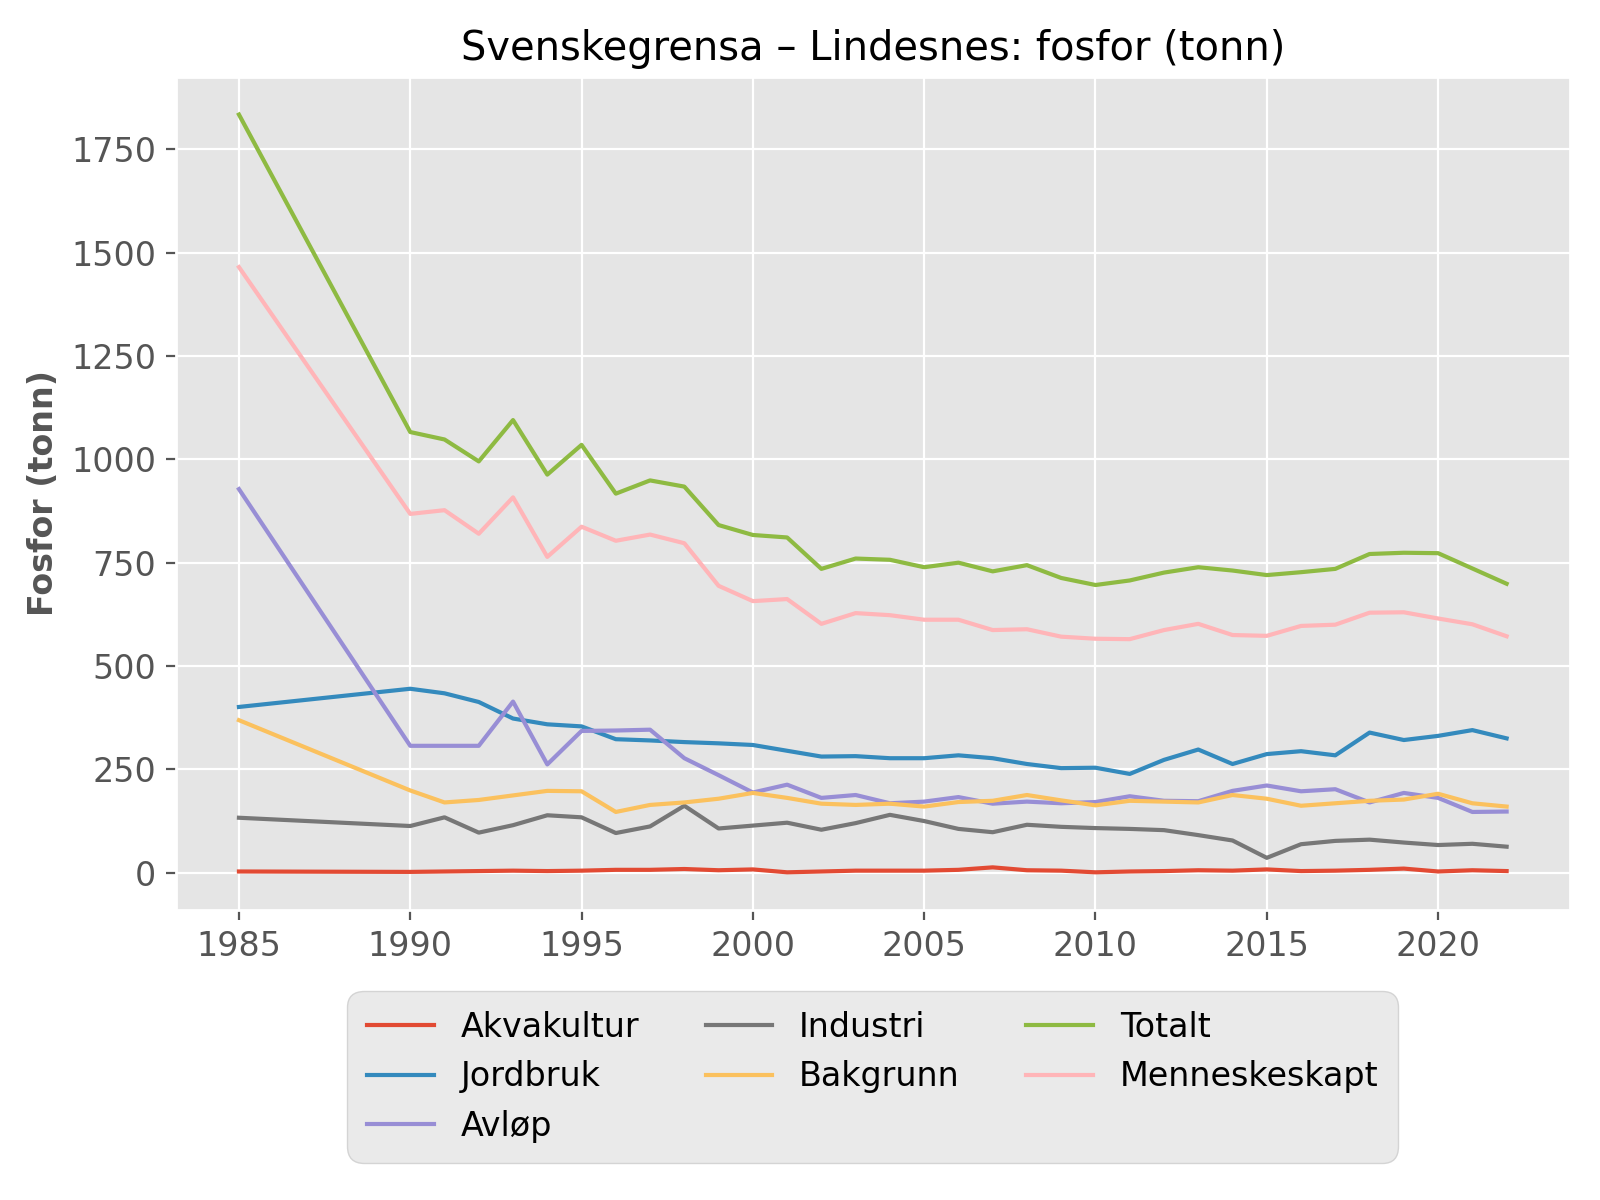 Svenskegrensa – Lindesnes: fosfor (tonn)
Fosfor (tonn)
1750
1500
1250
1000
750
500
250
0
1985 1990 1995 2000 2005 2010 2015 2020
Akvakultur Industri Totalt
Jordbruk Bakgrunn Menneskeskapt
Avløp